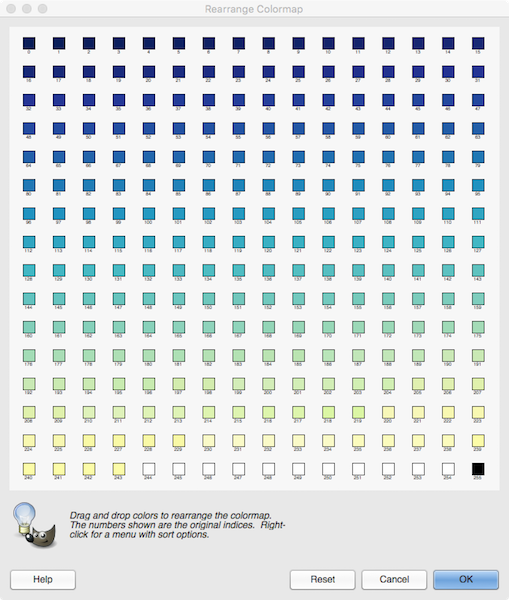 Rearrange Colormap
0 1 2 3 4 5 6 7 8 9 10 11 12 13 14 15
16 17 18 19 20 21 22 23 24 25 26 27 28 29 30 31
32 33 34 35 36 37 38 39 40 41 42 43 44 45 46 47
48 49 50 51 52 53 54 55 56 57 58 59 60 61 62 63
64 65 66 67 68 69 70 71 72 73 74 75 76 77 78 79
80 81 82 83 84 85 86 87 88 89 90 91 92 93 94 95
96 97 98 99 100 101 102 103 104 105 106 107 108 109 110 111
112 113 114 115 116 117 118 119 120 121 122 123 124 125 126 127
128 129 130 131 132 133 134 135 136 137 138 139 140 141 142 143
144 145 146 147 148 149 150 151 152 153 154 155 156 157 158 159
160 161 162 163 164 165 166 167 168 169 170 171 172 173 174 175
176 177 178 179 180 181 182 183 184 185 186 187 188 189 190 191
192 193 194 195 196 197 198 199 200 201 202 203 204 205 206 207
208 209 210 211 212 213 214 215 216 217 218 219 220 221 222 223
224 225 226 227 228 229 230 231 232 233 234 235 236 237 238 239
240 241 242 243 244 245 246 247 248 249 250 251 252 253 254 255
Drag and drop colors to rearrange the colormap.
The numbers shown are the original indices.  Right-
click for a menu with sort options.
Help Reset Cancel OK